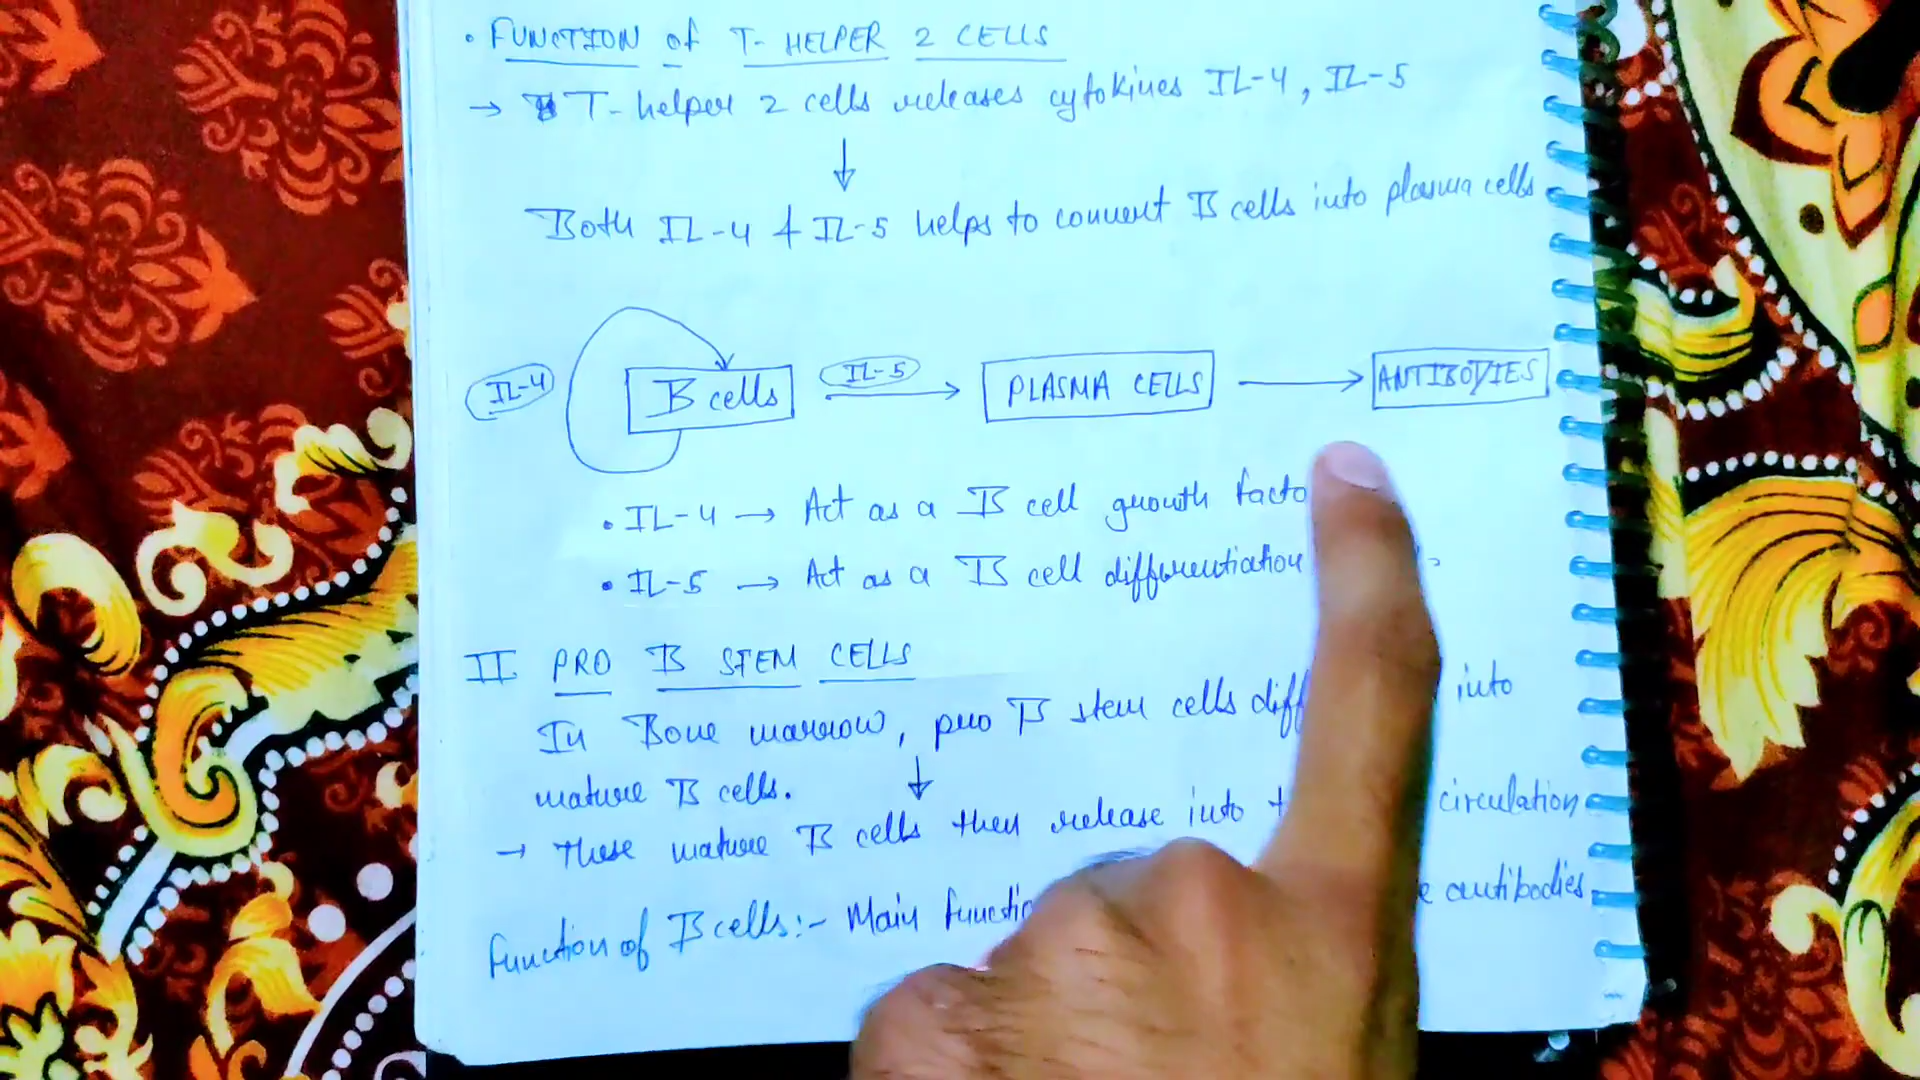 • FUNCTION of T- HELPER 2 CELLS
→ T- helper 2 cells releases cytokines IL-4, IL-5
↓
Both IL-4 & IL-5 helps to convert B cells into plasma cells
IL-4 B cells IL-5 → PLASMA CELLS → ANTIBODIES
• IL-4 → Act as a B cell growth
• IL-5 → Act as a B cell differentiation
II PRO B STEM CELLS
In Bone marrow, pro B stem cells into
mature B cells. ↓
→ These mature B cells then release into circulation
Function of B cells:- Main antibodies.